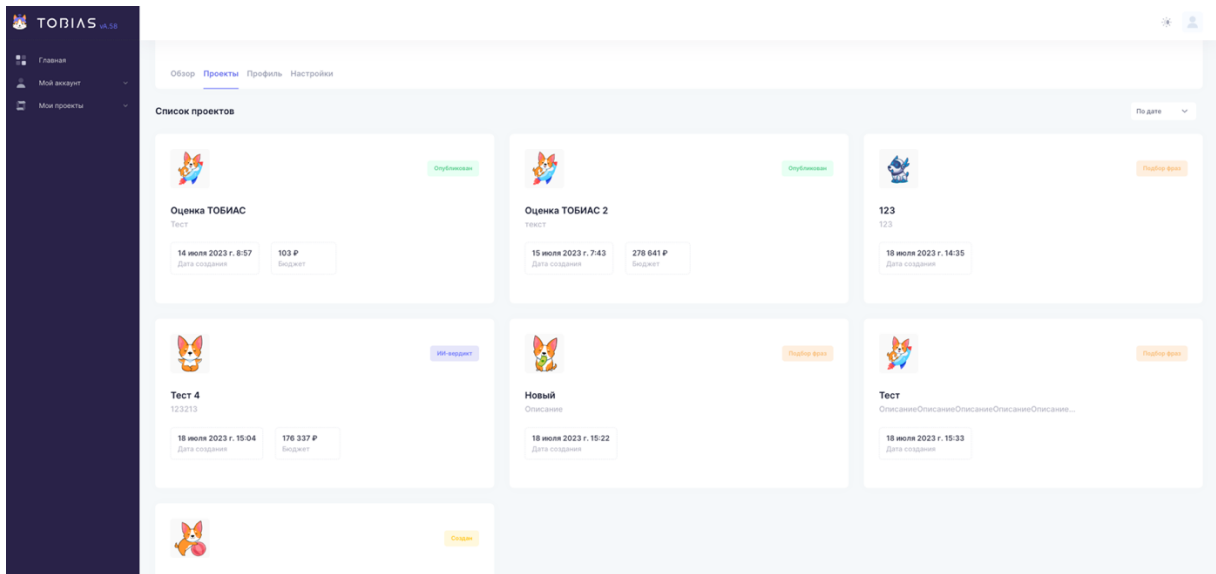 TOBIAS vA.58
Главная
Мой аккаунт
Мои проекты
Обзор Проекты Профиль Настройки
Список проектов
По дате
Опубликован
Оценка ТОБИАС
Тест
14 июля 2023 г. 8:57
Дата создания
103 ₽
Бюджет
Опубликован
Оценка ТОБИАС 2
текст
15 июля 2023 г. 7:43
Дата создания
278 641 ₽
Бюджет
Подбор фраз
123
123
18 июля 2023 г. 14:35
Дата создания
ИИ-вердикт
Тест 4
123213
18 июля 2023 г. 15:04
Дата создания
176 337 ₽
Бюджет
Подбор фраз
Новый
Описание
18 июля 2023 г. 15:22
Дата создания
Подбор фраз
Тест
ОписаниеОписаниеОписаниеОписаниеОписание...
18 июля 2023 г. 15:33
Дата создания
Создан